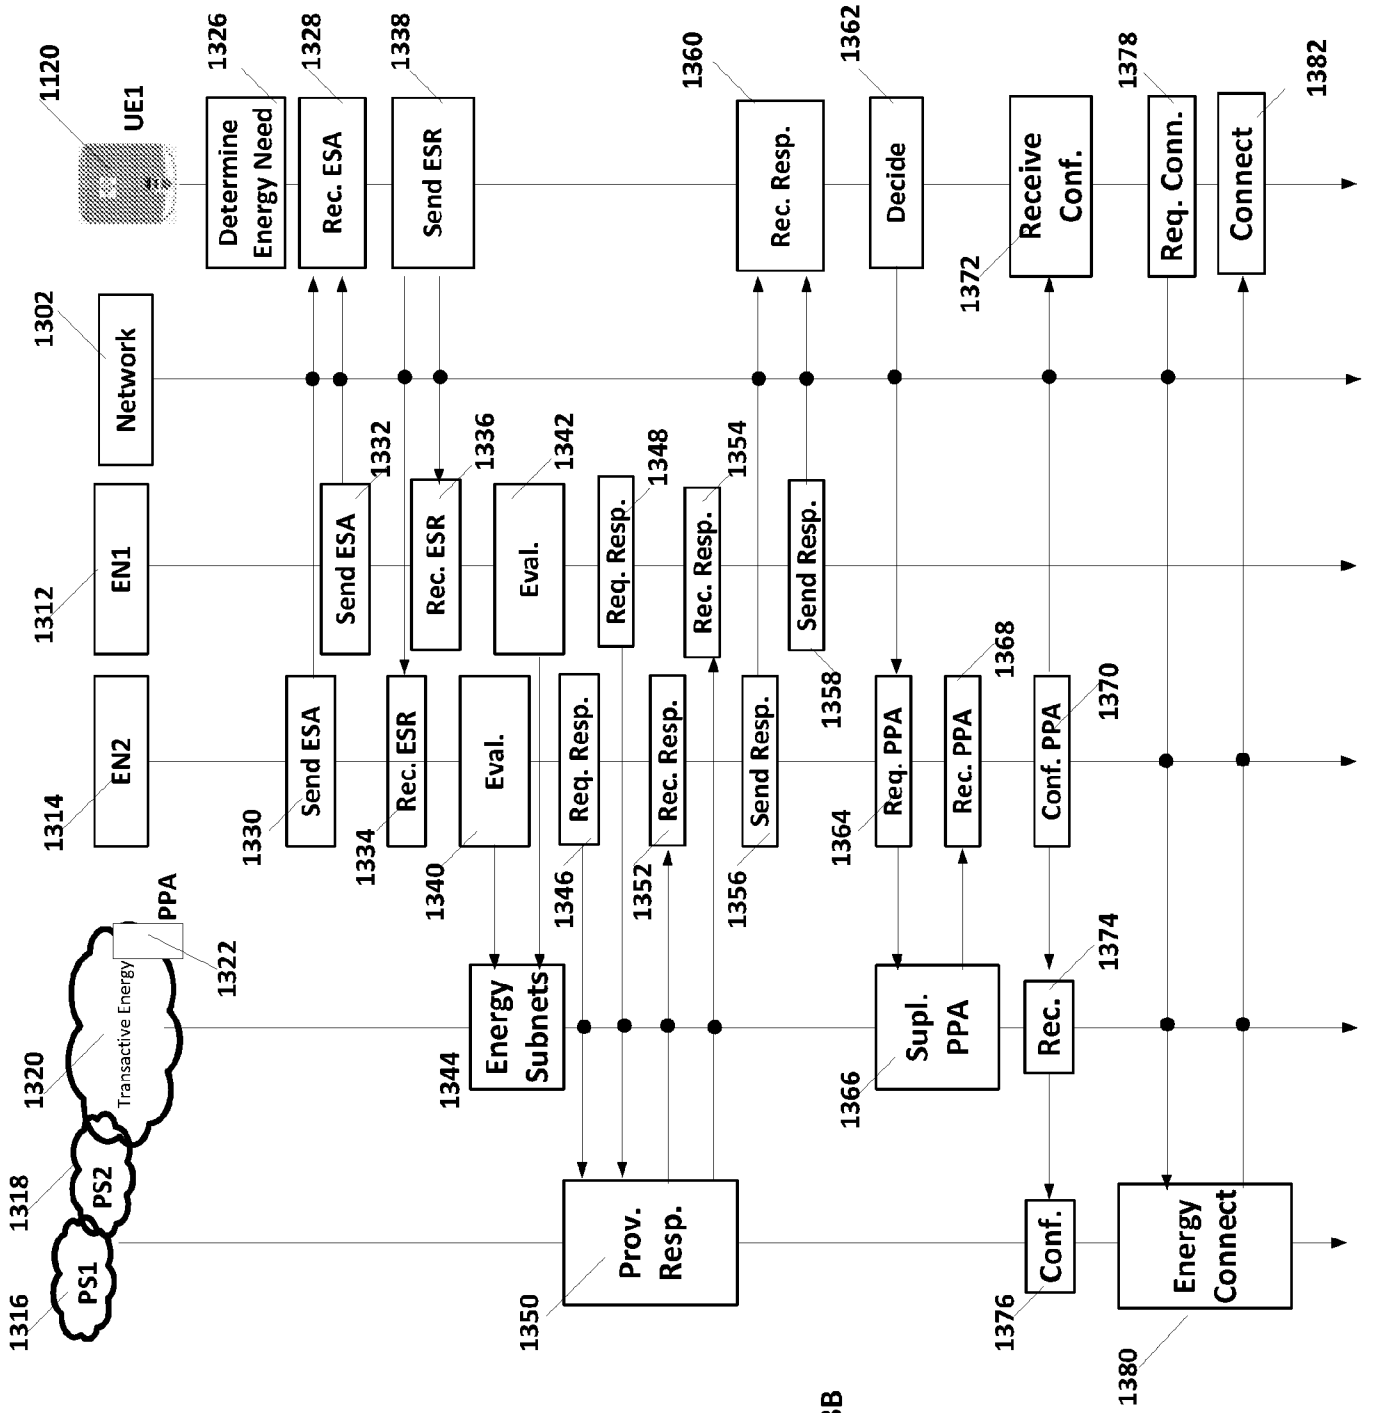 1120
UE1
1302
Network
1312
EN1
1314
EN2
1316
PS1
1318
PS2
1320
Transactive Energy
1322
PPA
1326
Determine
Energy Need
1328
Rec. ESA
1330
Send ESA
1332
Send ESA
1338
Send ESR
1334
Rec. ESR
1336
Rec. ESR
1340
Eval.
1342
Eval.
1344
Energy
Subnets
1346
Req. Resp.
1348
Req. Resp.
1350
Prov.
Resp.
1352
Rec. Resp.
1354
Rec. Resp.
1356
Send Resp.
1358
Send Resp.
1360
Rec. Resp.
1362
Decide
1364
Req. PPA
1366
Supl.
PPA
1368
Rec. PPA
1370
Conf. PPA
1372
Receive
Conf.
1374
Rec.
1376
Conf.
1378
Req. Conn.
1380
Energy
Connect
1382
Connect